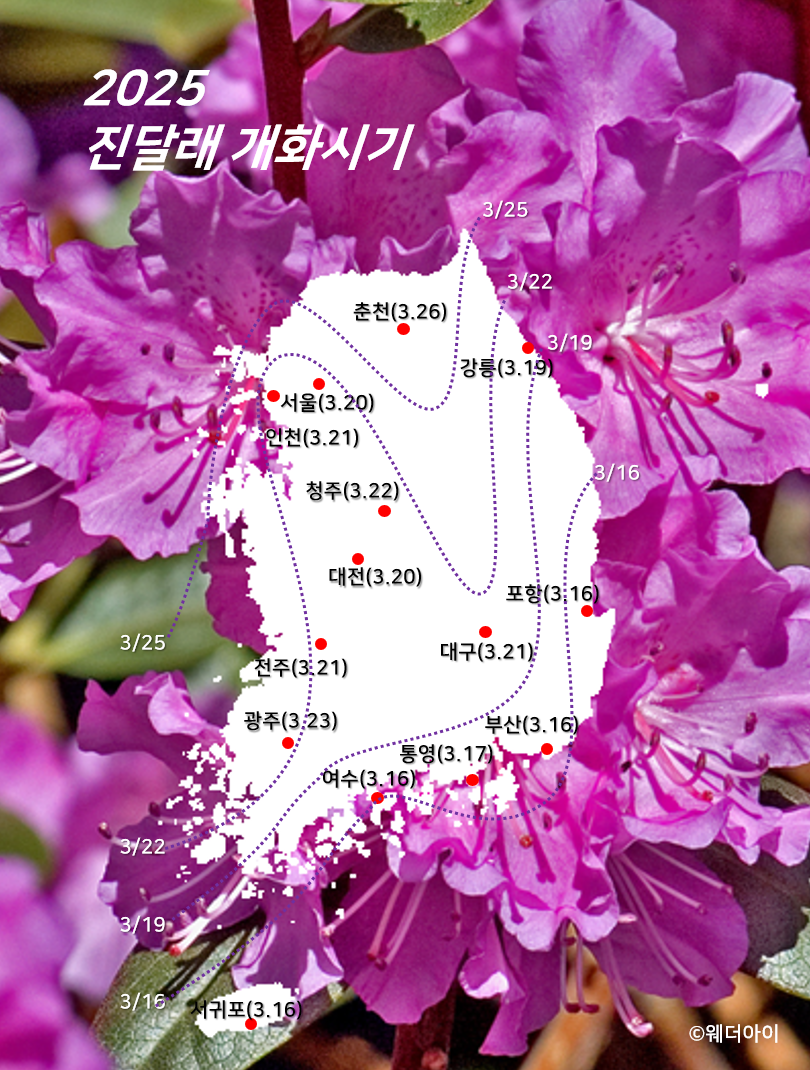 2025
진달래 개화시기
3/25
3/22
춘천(3.26)
3/19
강릉(3.19)
서울(3.20)
인천(3.21)
3/16
청주(3.22)
대전(3.20)
포항(3.16)
3/25
대구(3.21)
전주(3.21)
광주(3.23)
부산(3.16)
통영(3.17)
여수(3.16)
3/22
3/19
3/16
서귀포(3.16)
©웨더아이